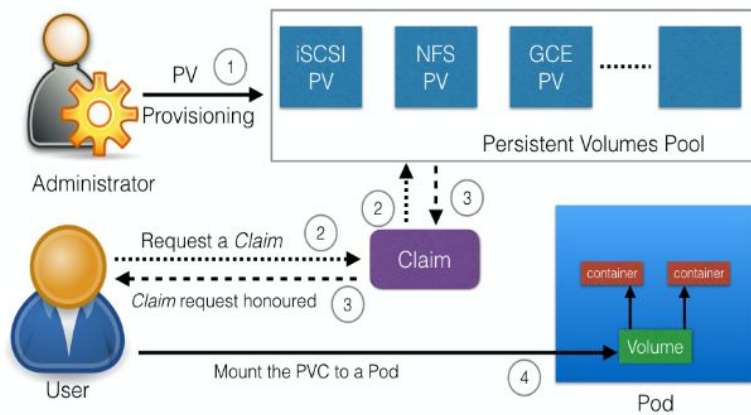 PV
1
Provisioning
Administrator
iSCSI
PV
NFS
PV
GCE
PV
Persistent Volumes Pool
2
3
Request a Claim
2
Claim
Claim request honoured
3
User
Mount the PVC to a Pod
4
container
container
Volume
Pod